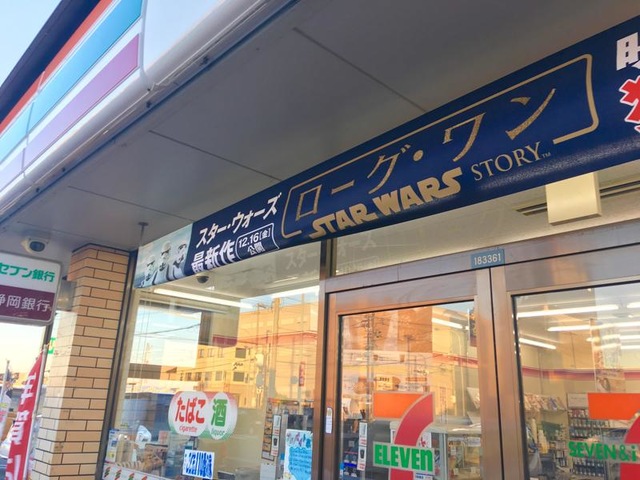 スター・ウォーズ
最新作
12.16(金)
公開
ローグ・ワン
STAR WARS STORY™
183361
セブン銀行
静岡銀行
たばこ
cigarette
酒
ELEVEN
SEVEN&i